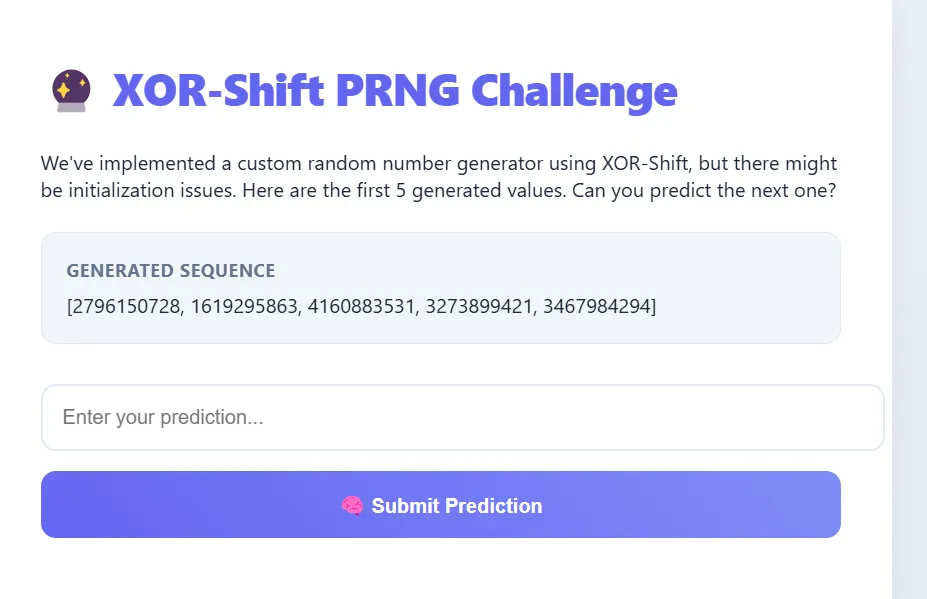 XOR-Shift PRNG Challenge
We've implemented a custom random number generator using XOR-Shift, but there might
be initialization issues. Here are the first 5 generated values. Can you predict the next one?
GENERATED SEQUENCE
[2796150728, 1619295863, 4160883531, 3273899421, 3467984294]
Enter your prediction...
Submit Prediction